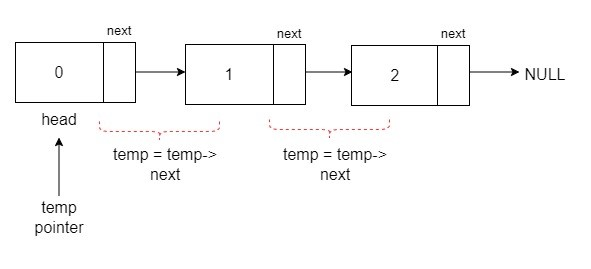 next next next
0 1 2 NULL
head
temp = temp-> temp = temp->
next next
temp
pointer